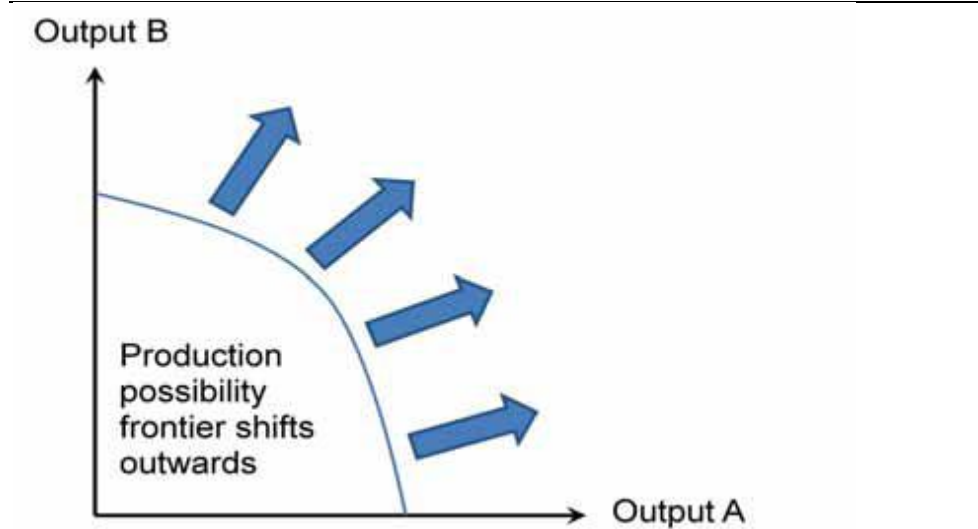 Output B
Production
possibility
frontier shifts
outwards
Output A